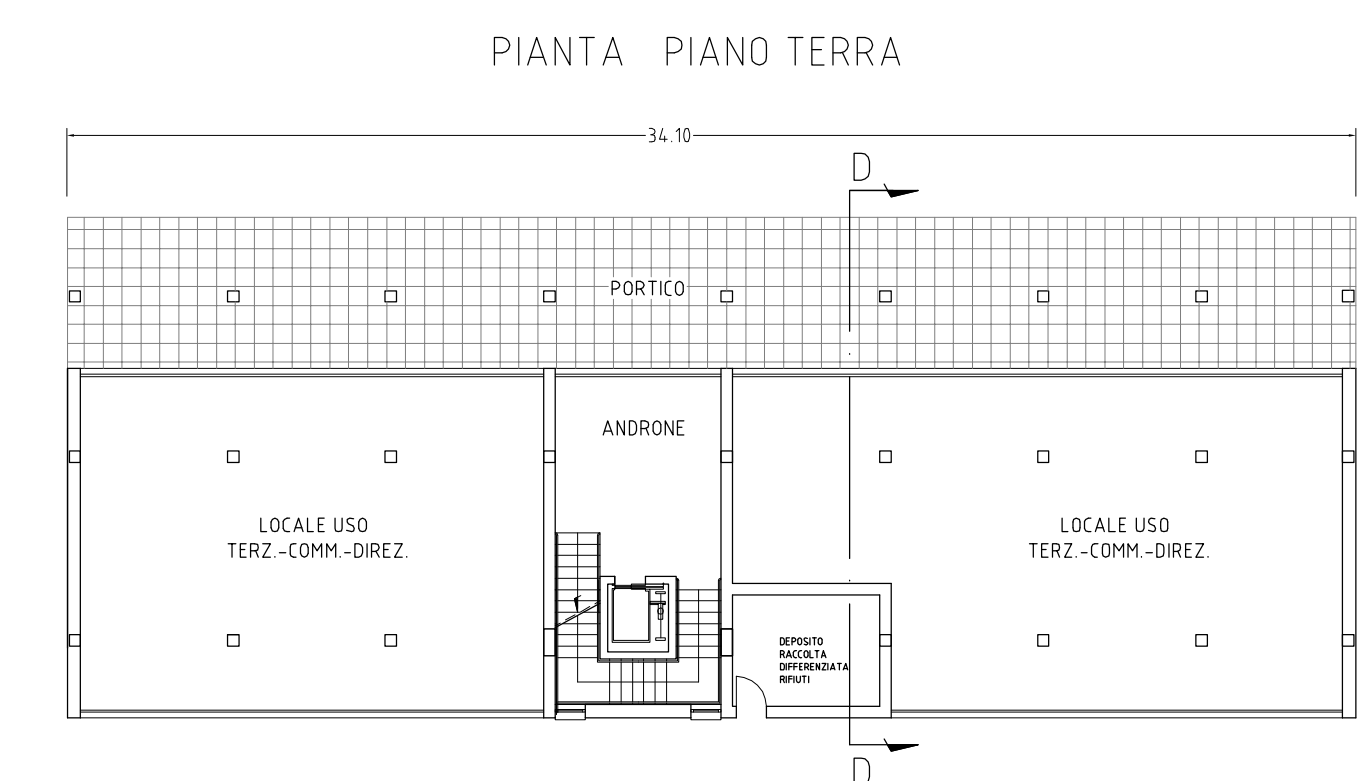 PIANTA PIANO TERRA
34.10
D
PORTICO
ANDRONE
LOCALE USO
TERZ.-COMM.-DIREZ.
LOCALE USO
TERZ.-COMM.-DIREZ.
DEPOSITO
RACCOLTA
DIFFERENZIATA
RIFIUTI
D